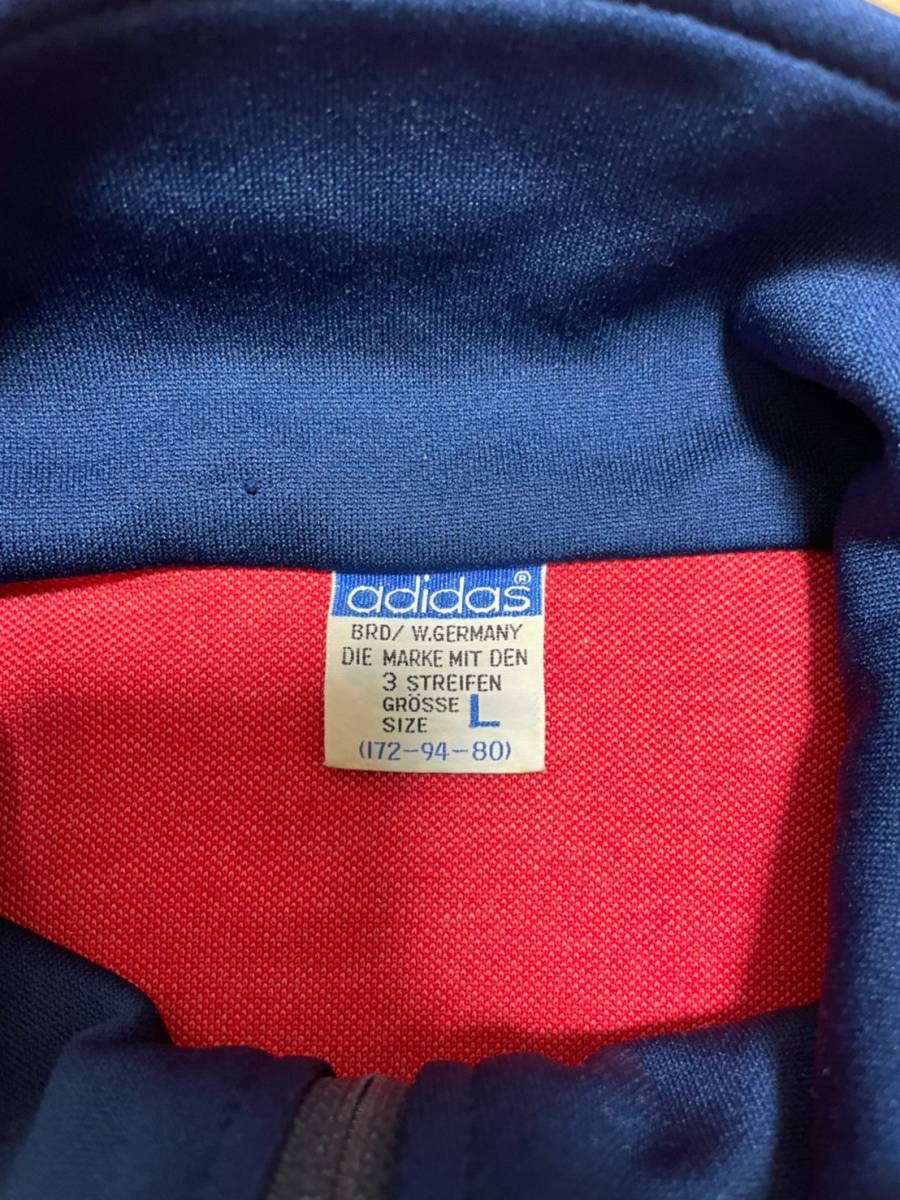 adidas®
BRD/ W.GERMANY
DIE MARKE MIT DEN
3 STREIFEN
GRÖSSE L
SIZE
(172-94-80)